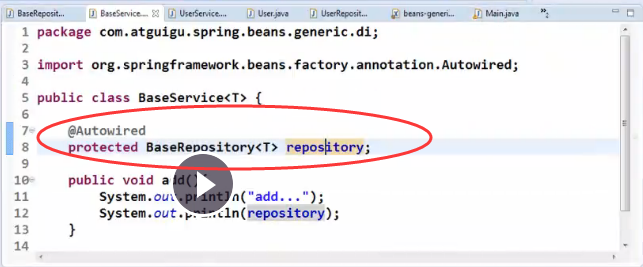 BaseReposit... BaseService.... UserService.... User.java UserReposit... beans-generi... Main.java »2
1 package com.atguigu.spring.beans.generic.di;
2
3 import org.springframework.beans.factory.annotation.Autowired;
4
5 public class BaseService<T> {
6
7 @Autowired
8 protected BaseRepository<T> repository;
9
10 public void add(){
11 System.out.println("add...");
12 System.out.println(repository);
13 }
14